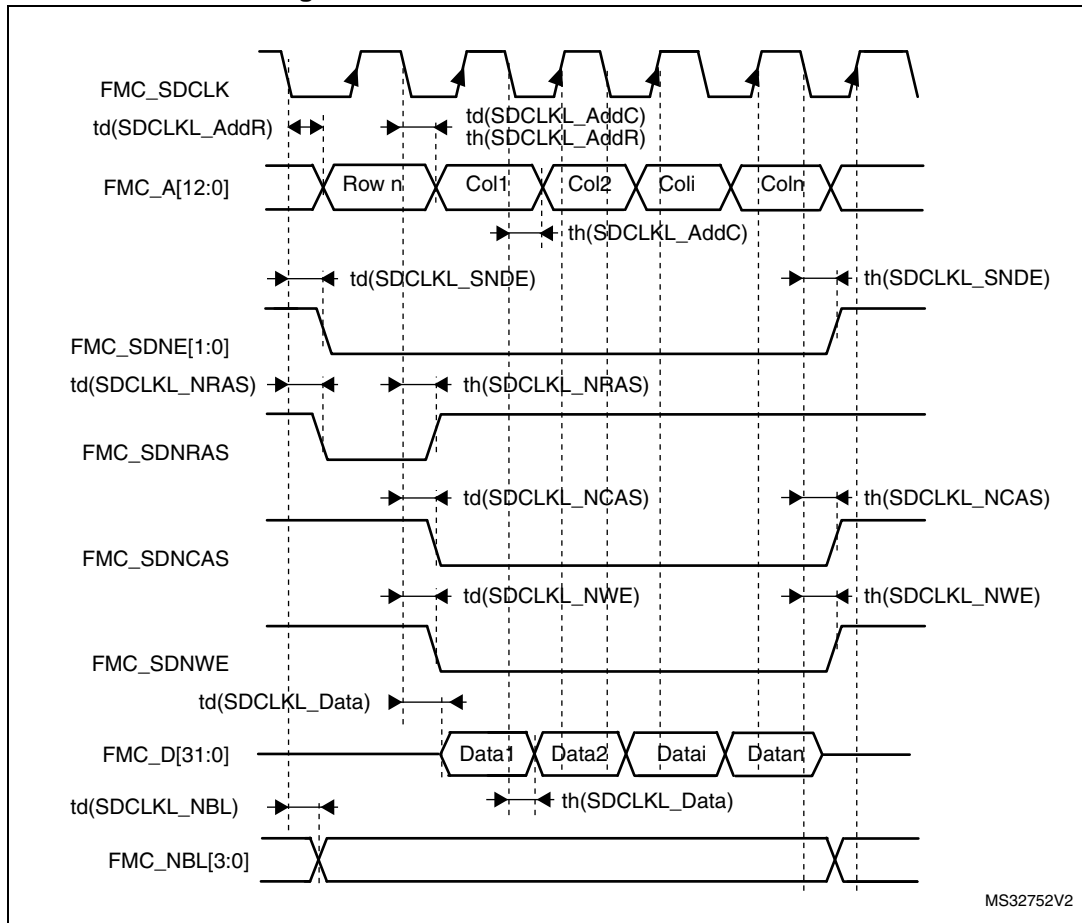 FMC_SDCLK
td(SDCLKL_AddR)
td(SDCLKL_AddC)
th(SDCLKL_AddR)
FMC_A[12:0]
Row n
Col1
Col2
Coli
Coln
th(SDCLKL_AddC)
td(SDCLKL_SNDE)
th(SDCLKL_SNDE)
FMC_SDNE[1:0]
td(SDCLKL_NRAS)
th(SDCLKL_NRAS)
FMC_SDNRAS
td(SDCLKL_NCAS)
th(SDCLKL_NCAS)
FMC_SDNCAS
td(SDCLKL_NWE)
th(SDCLKL_NWE)
FMC_SDNWE
td(SDCLKL_Data)
FMC_D[31:0]
Data1
Data2
Datai
Datan
td(SDCLKL_NBL)
th(SDCLKL_Data)
FMC_NBL[3:0]
MS32752V2